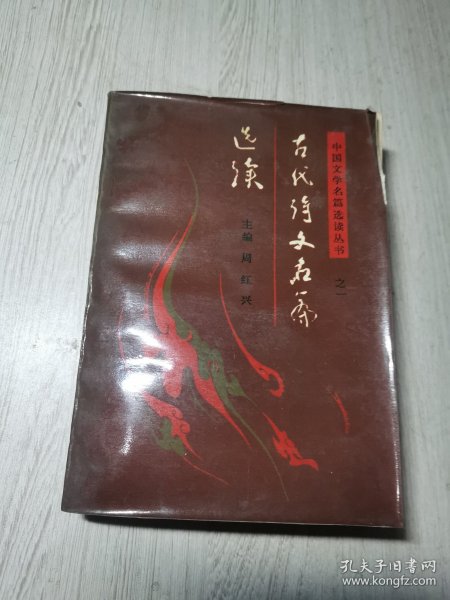 中国文学名篇选读丛书
之一
古代诗文名篇
选读
主编 周红兴
孔夫子旧书网
www.kongfz.com